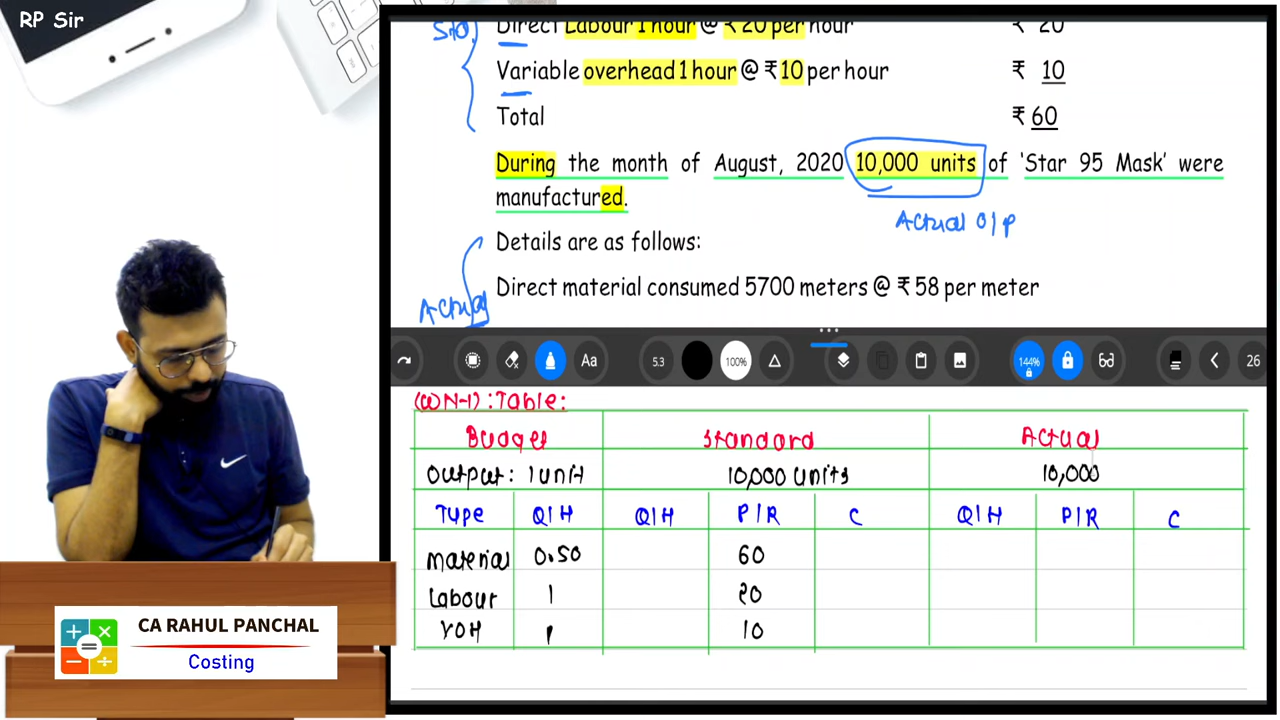 RP Sir
Std.
Direct Labour 1 hour @ ₹ 20 per hour ₹ 20
Variable overhead 1 hour @ ₹ 10 per hour ₹ 10
Total ₹ 60
During the month of August, 2020 10,000 units of ‘Star 95 Mask’ were
manufactured.
Actual O/P
Details are as follows:
Actual
Direct material consumed 5700 meters @ ₹ 58 per meter
Aa 5.3 100% 144% 26
(WN-1) : Table:
Budget Standard Actual
Output: 1 unit 10,000 units 10,000
Type Q/H Q/H P/R C Q/H P/R C
Material 0.50 60
Labour 1 20
VOH 1 10
CA RAHUL PANCHAL
Costing